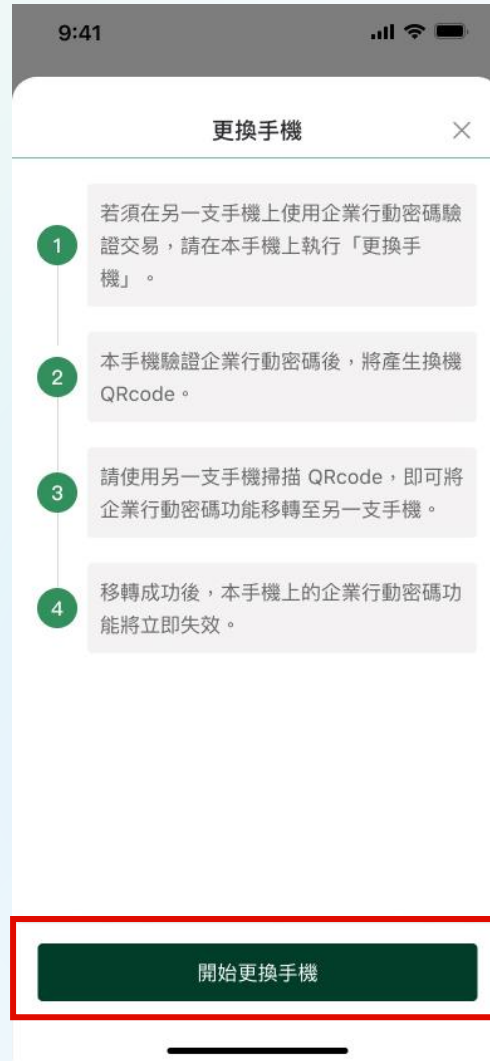 9:41
更換手機
1
若須在另一支手機上使用企業行動密碼驗
證交易，請在本手機上執行「更換手
機」。
2
本手機驗證企業行動密碼後，將產生換機
QRcode。
3
請使用另一支手機掃描 QRcode，即可將
企業行動密碼功能移轉至另一支手機。
4
移轉成功後，本手機上的企業行動密碼功
能將立即失效。
開始更換手機